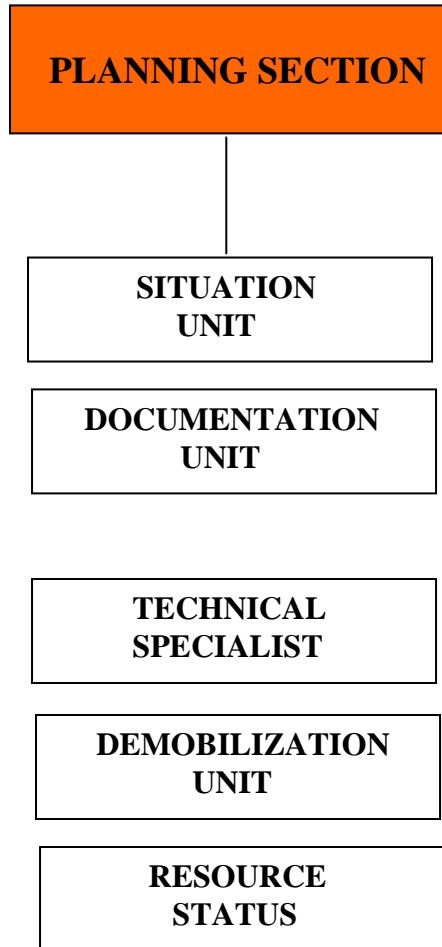 PLANNING SECTION
SITUATION
UNIT
DOCUMENTATION
UNIT
TECHNICAL
SPECIALIST
DEMOBILIZATION
UNIT
RESOURCE
STATUS